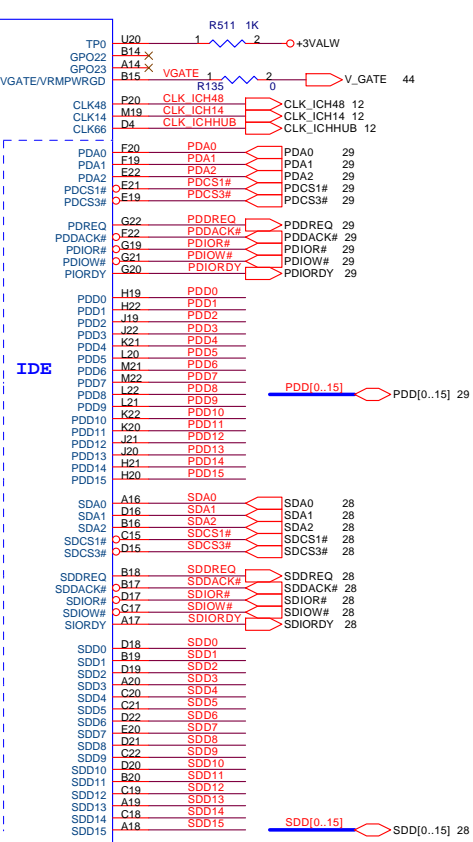 R511 1K
TP0 U20 1 2 +3VALW
GPO22 B14
GPO23 A14
VGATE/VRMPWRGD B15 VGATE 1 2 V_GATE 44
R135 0
CLK48 P20 CLK_ICH48 CLK_ICH48 12
CLK14 M19 CLK_ICH14 CLK_ICH14 12
CLK66 D4 CLK_ICHHUB CLK_ICHHUB 12
PDA0 F20 PDA0 PDA0 29
PDA1 F19 PDA1 PDA1 29
PDA2 E22 PDA2 PDA2 29
PDCS1# E21 PDCS1# PDCS1# 29
PDCS3# E19 PDCS3# PDCS3# 29
PDREQ G22 PDDREQ PDDREQ 29
PDDACK# F22 PDDACK# PDDACK# 29
PDIOR# G19 PDIOR# PDIOR# 29
PDIOW# G21 PDIOW# PDIOW# 29
PIORDY G20 PDIORDY PDIORDY 29
PDD0 H19 PDD0
PDD1 H22 PDD1
PDD2 J19 PDD2
PDD3 J22 PDD3
PDD4 K21 PDD4
PDD5 L20 PDD5
IDE PDD6 M21 PDD6
PDD7 M22 PDD7
PDD8 L22 PDD8 PDD[0..15] PDD[0..15] 29
PDD9 L21 PDD9
PDD10 K22 PDD10
PDD11 K20 PDD11
PDD12 J21 PDD12
PDD13 J20 PDD13
PDD14 H21 PDD14
PDD15 H20 PDD15
SDA0 A16 SDA0 SDA0 28
SDA1 D16 SDA1 SDA1 28
SDA2 B16 SDA2 SDA2 28
SDCS1# C15 SDCS1# SDCS1# 28
SDCS3# D15 SDCS3# SDCS3# 28
SDDREQ B18 SDDREQ SDDREQ 28
SDDACK# B17 SDDACK# SDDACK# 28
SDIOR# D17 SDIOR# SDIOR# 28
SDIOW# C17 SDIOW# SDIOW# 28
SIORDY A17 SDIORDY SDIORDY 28
SDD0 D18 SDD0
SDD1 B19 SDD1
SDD2 D19 SDD2
SDD3 A20 SDD3
SDD4 C20 SDD4
SDD5 C21 SDD5
SDD6 D22 SDD6
SDD7 E20 SDD7
SDD8 D21 SDD8
SDD9 C22 SDD9
SDD10 D20 SDD10
SDD11 B20 SDD11
SDD12 C19 SDD12
SDD13 A19 SDD13
SDD14 C18 SDD14
SDD15 A18 SDD15 SDD[0..15] SDD[0..15] 28